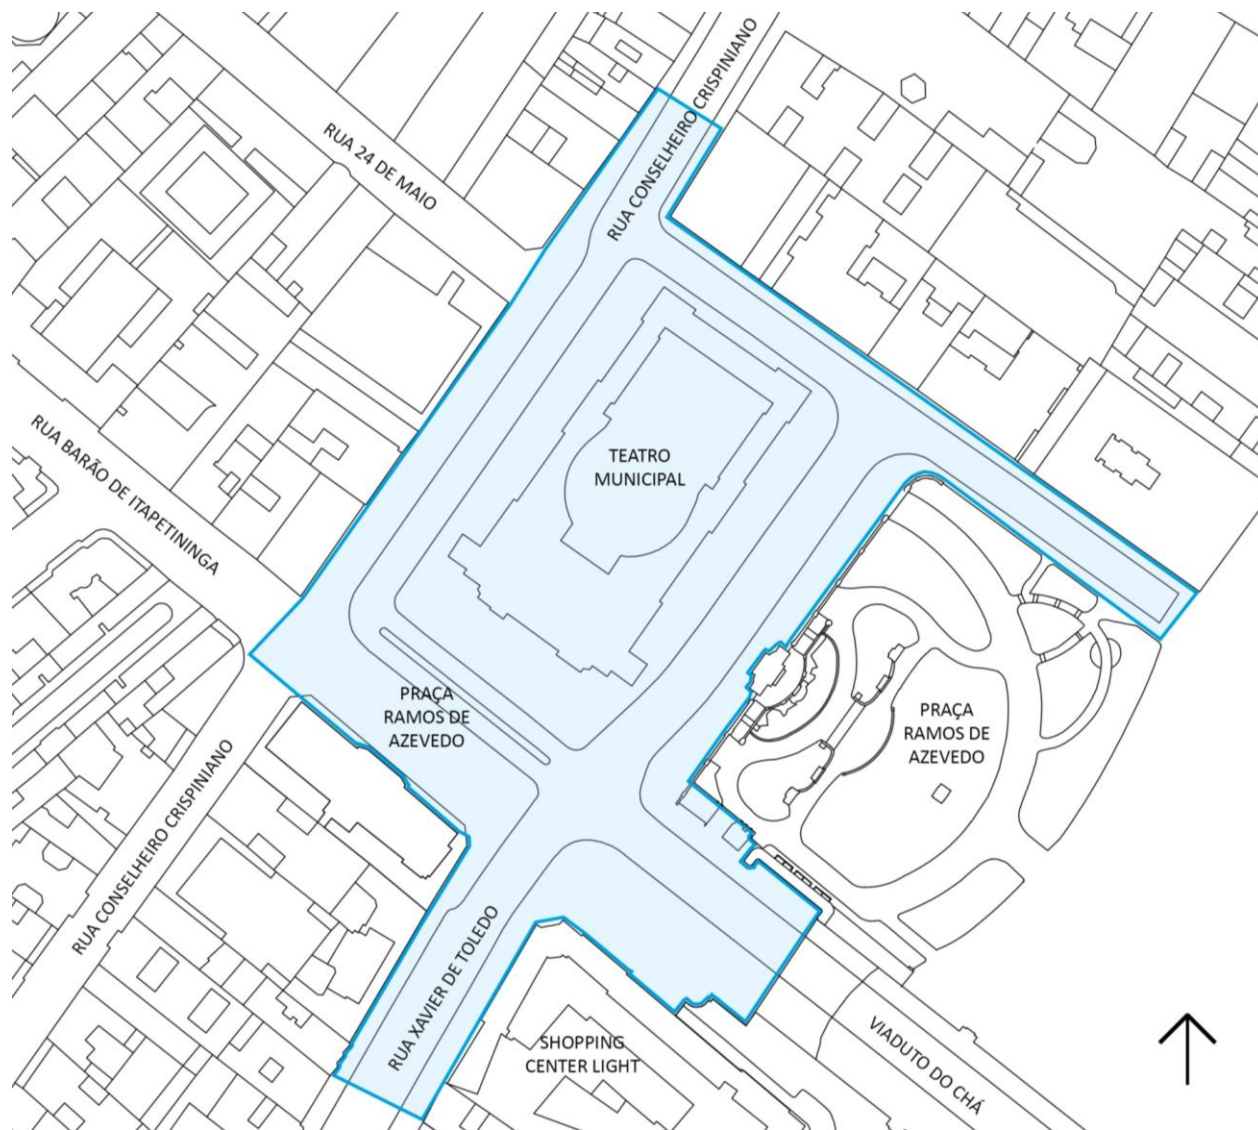 RUA CONSELHEIRO CRISPINIANO
RUA 24 DE MAIO
RUA BARÃO DE ITAPETININGA
TEATRO
MUNICIPAL
PRAÇA
RAMOS DE
AZEVEDO
PRAÇA
RAMOS DE
AZEVEDO
RUA CONSELHEIRO CRISPINIANO
RUA XAVIER DE TOLEDO
SHOPPING
CENTER LIGHT
VIADUTO DO CHÁ